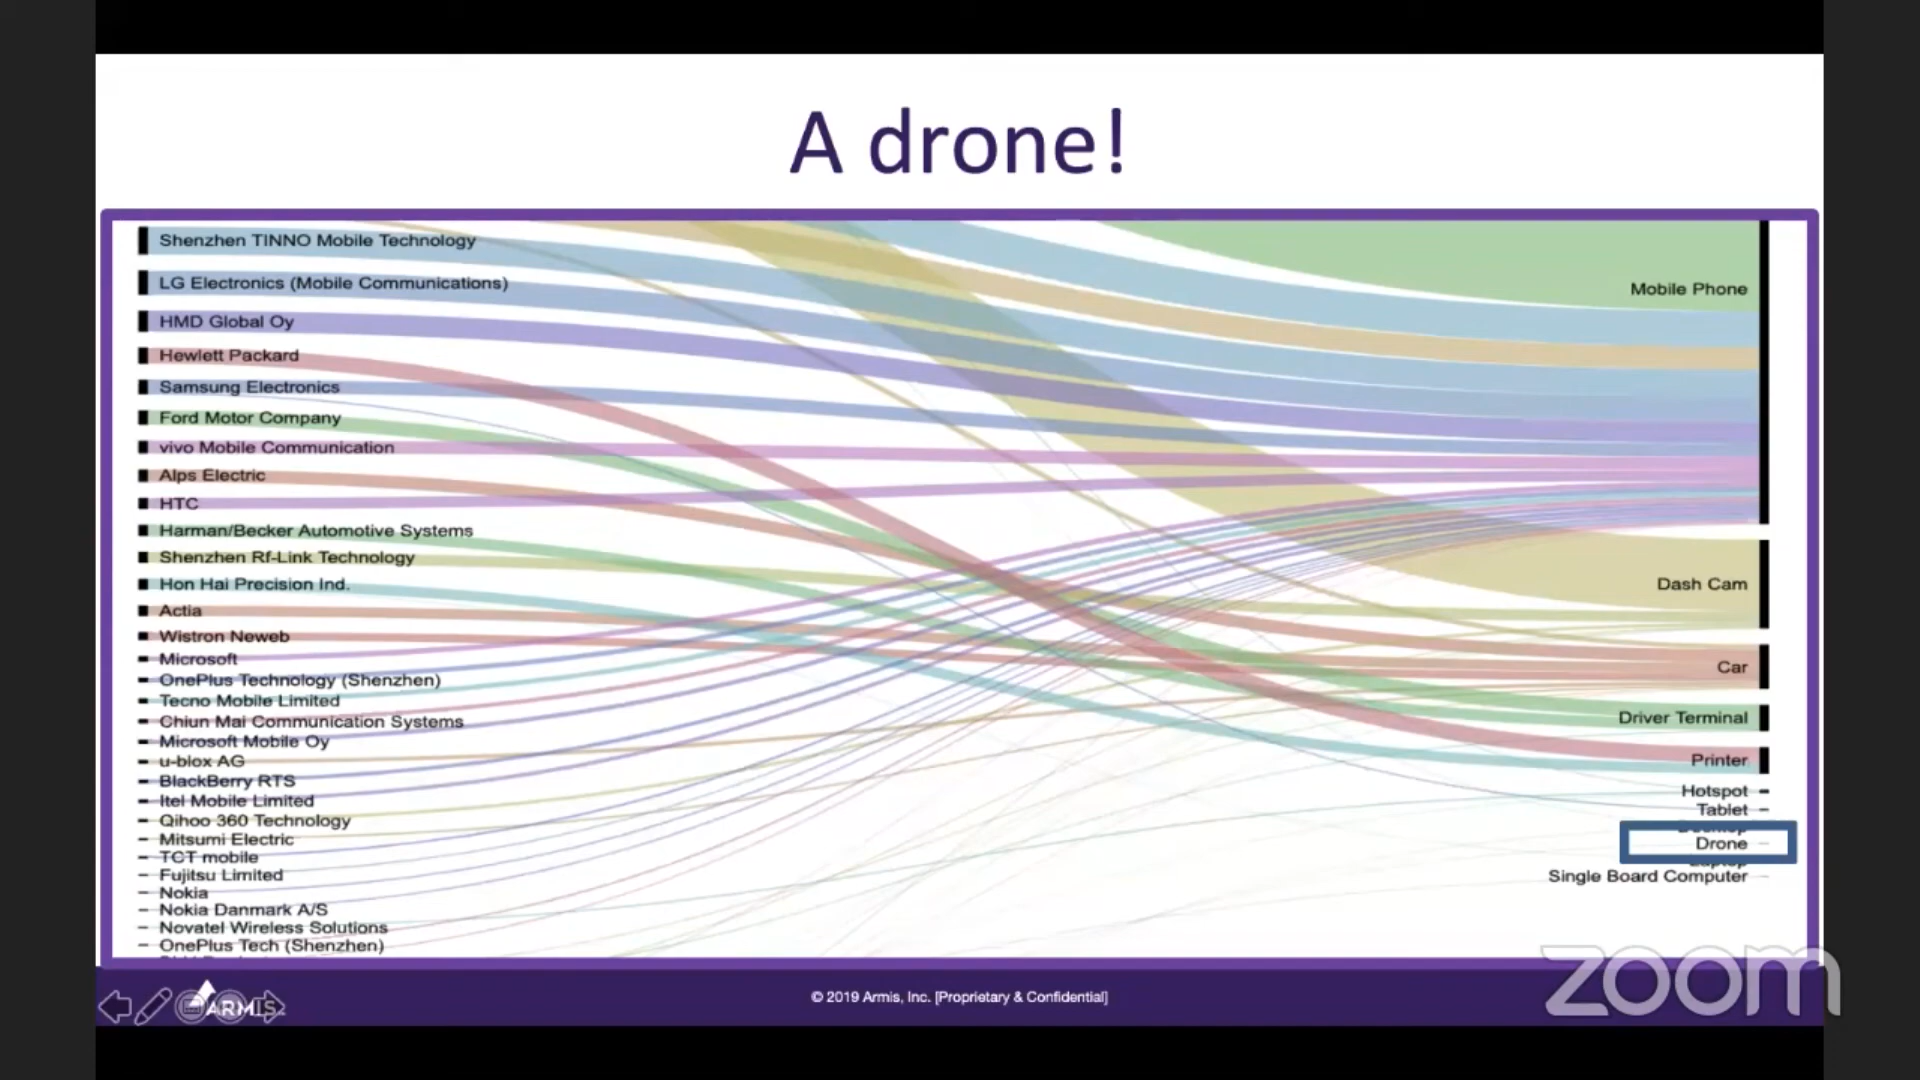 A drone!
Shenzhen TINNO Mobile Technology
LG Electronics (Mobile Communications)
HMD Global Oy
Hewlett Packard
Samsung Electronics
Ford Motor Company
vivo Mobile Communication
Alps Electric
HTC
Harman/Becker Automotive Systems
Shenzhen Rf-Link Technology
Hon Hai Precision Ind.
Actia
Wistron Neweb
Microsoft
OnePlus Technology (Shenzhen)
Tecno Mobile Limited
Chiun Mai Communication Systems
Microsoft Mobile Oy
u-blox AG
BlackBerry RTS
Itel Mobile Limited
Qihoo 360 Technology
Mitsumi Electric
TCT mobile
Fujitsu Limited
Nokia
Nokia Danmark A/S
Novatel Wireless Solutions
OnePlus Tech (Shenzhen)
Mobile Phone
Dash Cam
Car
Driver Terminal
Printer
Hotspot
Tablet
Drone
Single Board Computer
ARMIS.
© 2019 Armis, Inc. [Proprietary & Confidential]
zoom